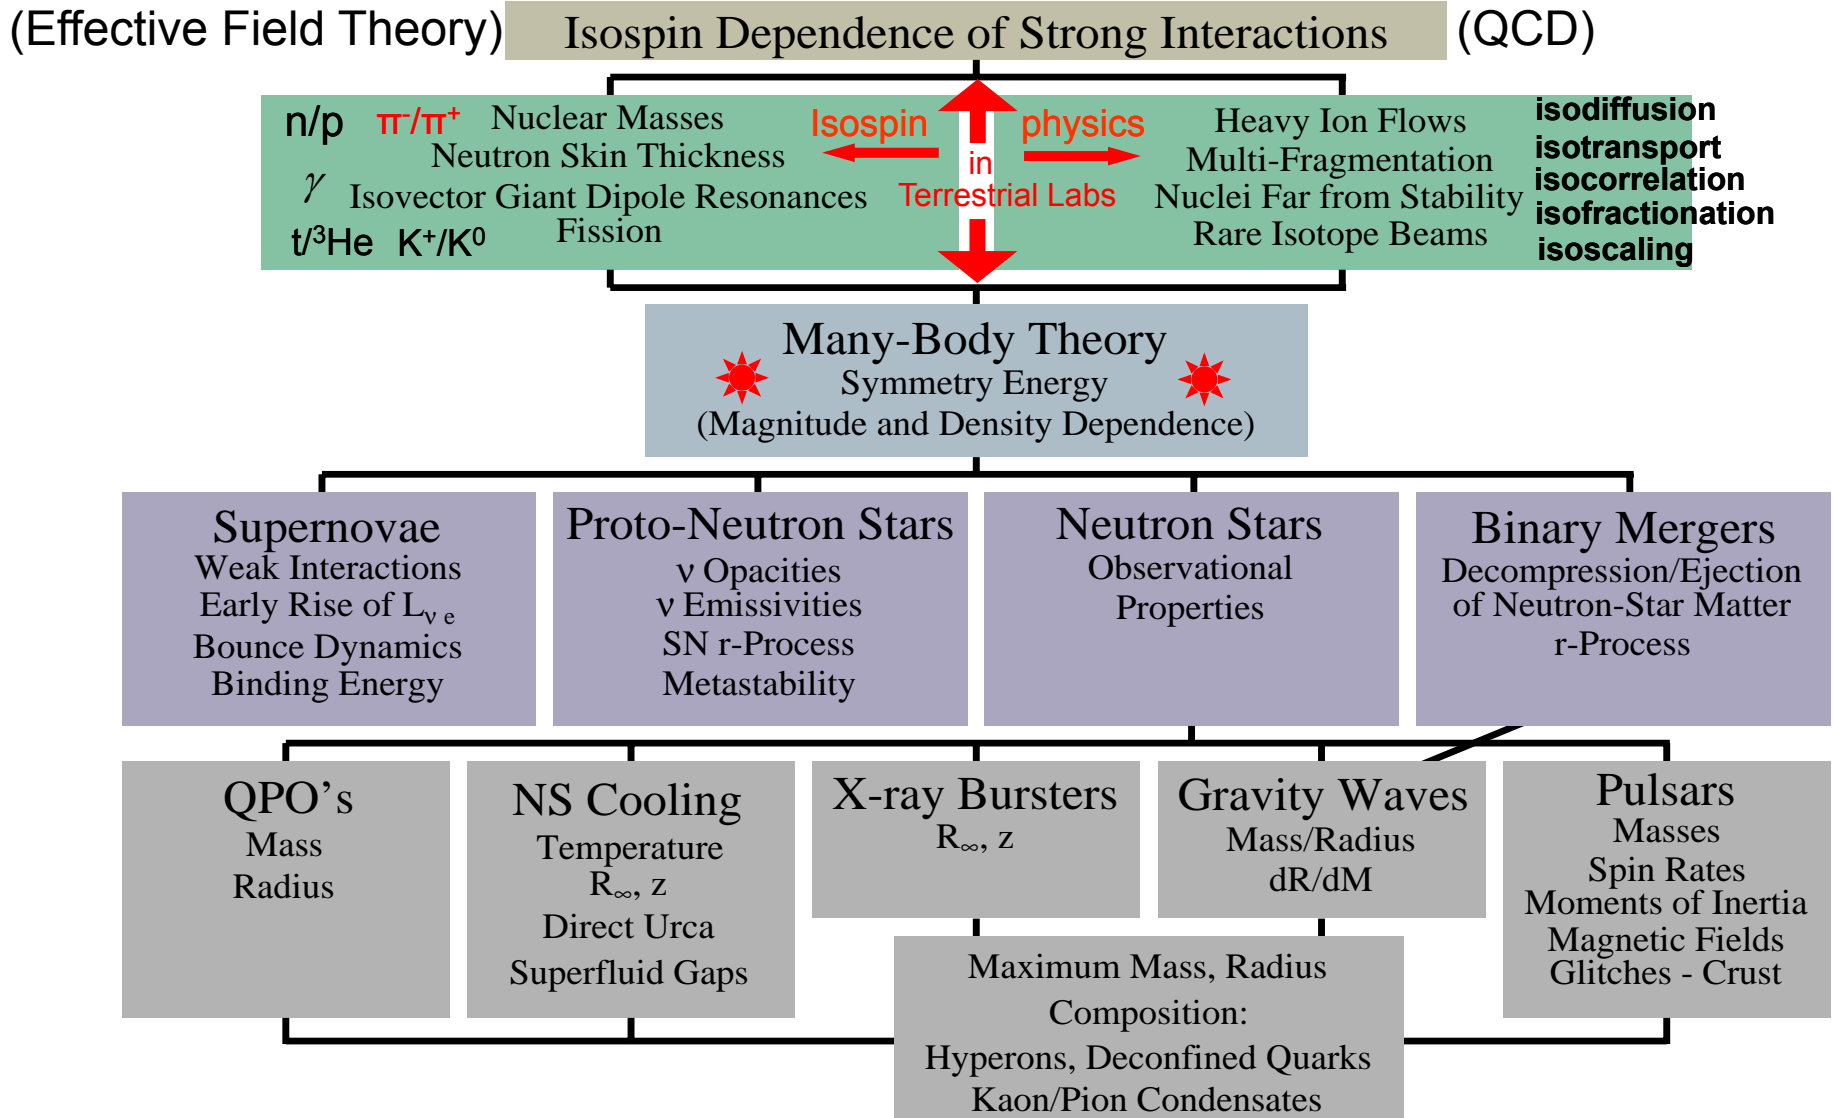 (Effective Field Theory) Isospin Dependence of Strong Interactions (QCD)
n/p π⁻/π⁺
γ
t/³He K⁺/K⁰
Nuclear Masses
Neutron Skin Thickness
Isovector Giant Dipole Resonances
Fission
Isospin physics
in
Terrestrial Labs
Heavy Ion Flows
Multi-Fragmentation
Nuclei Far from Stability
Rare Isotope Beams
isodiffusion
isotransport
isocorrelation
isofractionation
isoscaling
Many-Body Theory
Symmetry Energy
(Magnitude and Density Dependence)
Supernovae
Weak Interactions
Early Rise of L_ν e
Bounce Dynamics
Binding Energy
Proto-Neutron Stars
ν Opacities
ν Emissivities
SN r-Process
Metastability
Neutron Stars
Observational
Properties
Binary Mergers
Decompression/Ejection
of Neutron-Star Matter
r-Process
QPO’s
Mass
Radius
NS Cooling
Temperature
R∞, z
Direct Urca
Superfluid Gaps
X-ray Bursters
R∞, z
Gravity Waves
Mass/Radius
dR/dM
Pulsars
Masses
Spin Rates
Moments of Inertia
Magnetic Fields
Glitches - Crust
Maximum Mass, Radius
Composition:
Hyperons, Deconfined Quarks
Kaon/Pion Condensates